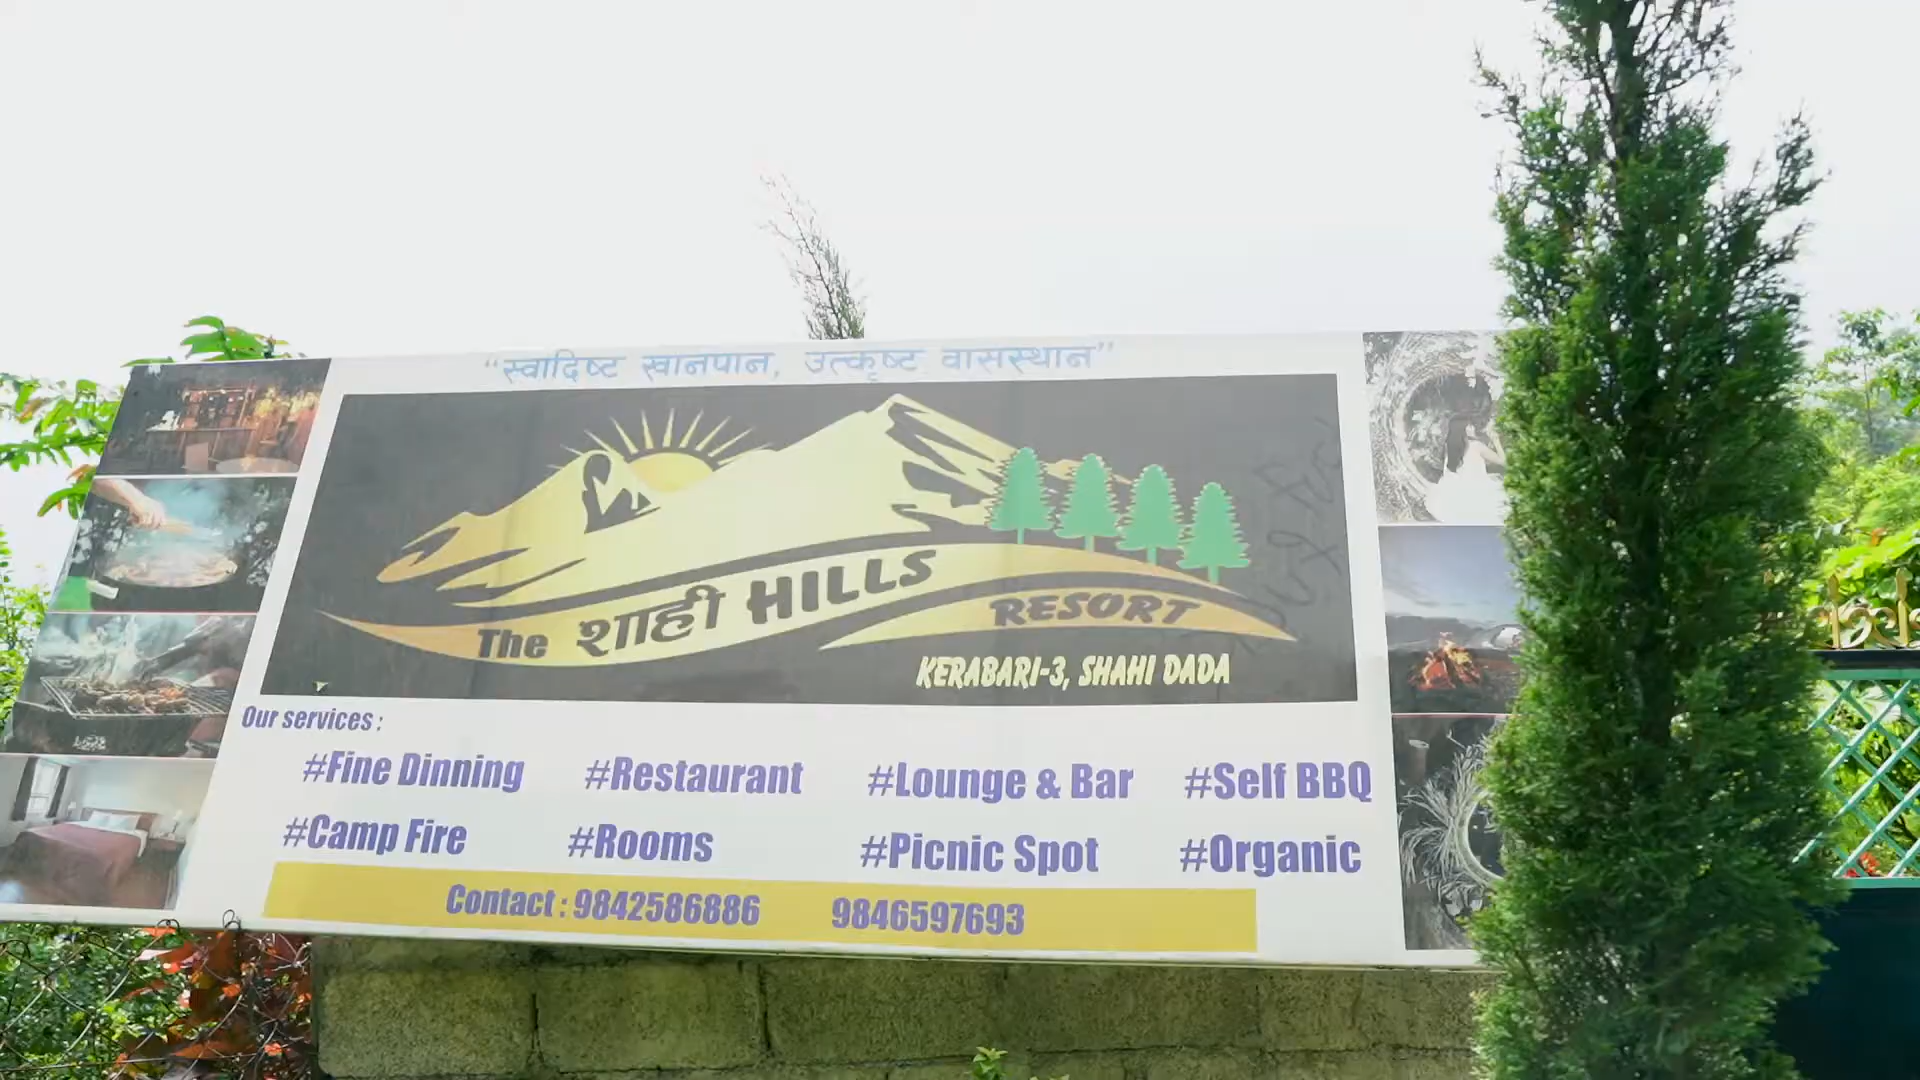 “स्वादिष्ट खानपान, उत्कृष्ट वासस्थान”
The शाही HILLS
RESORT
KERABARI-3, SHAHI DADA
Our services :
#Fine Dinning #Restaurant #Lounge & Bar #Self BBQ
#Camp Fire #Rooms #Picnic Spot #Organic
Contact : 9842586886 9846597693